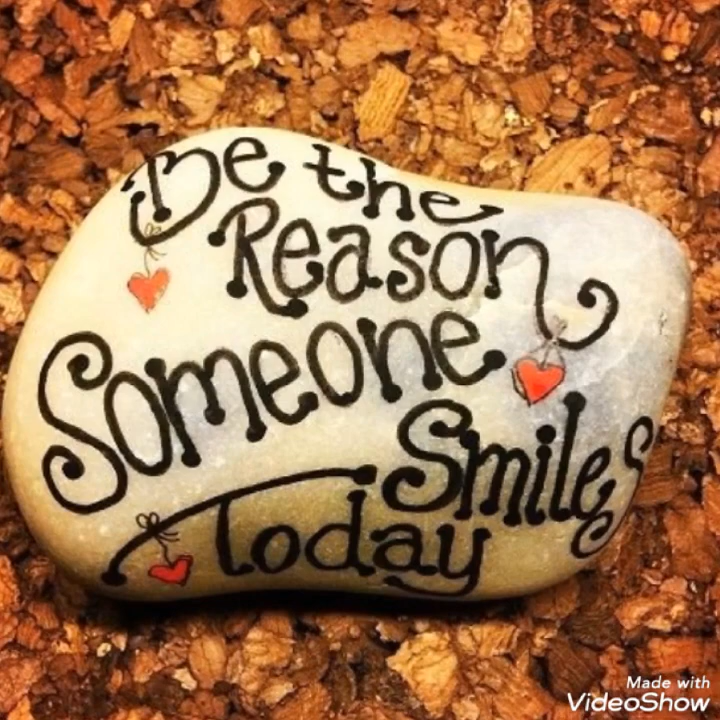 Be the
Reason
Someone
Smiles
Today
Made with
VideoShow